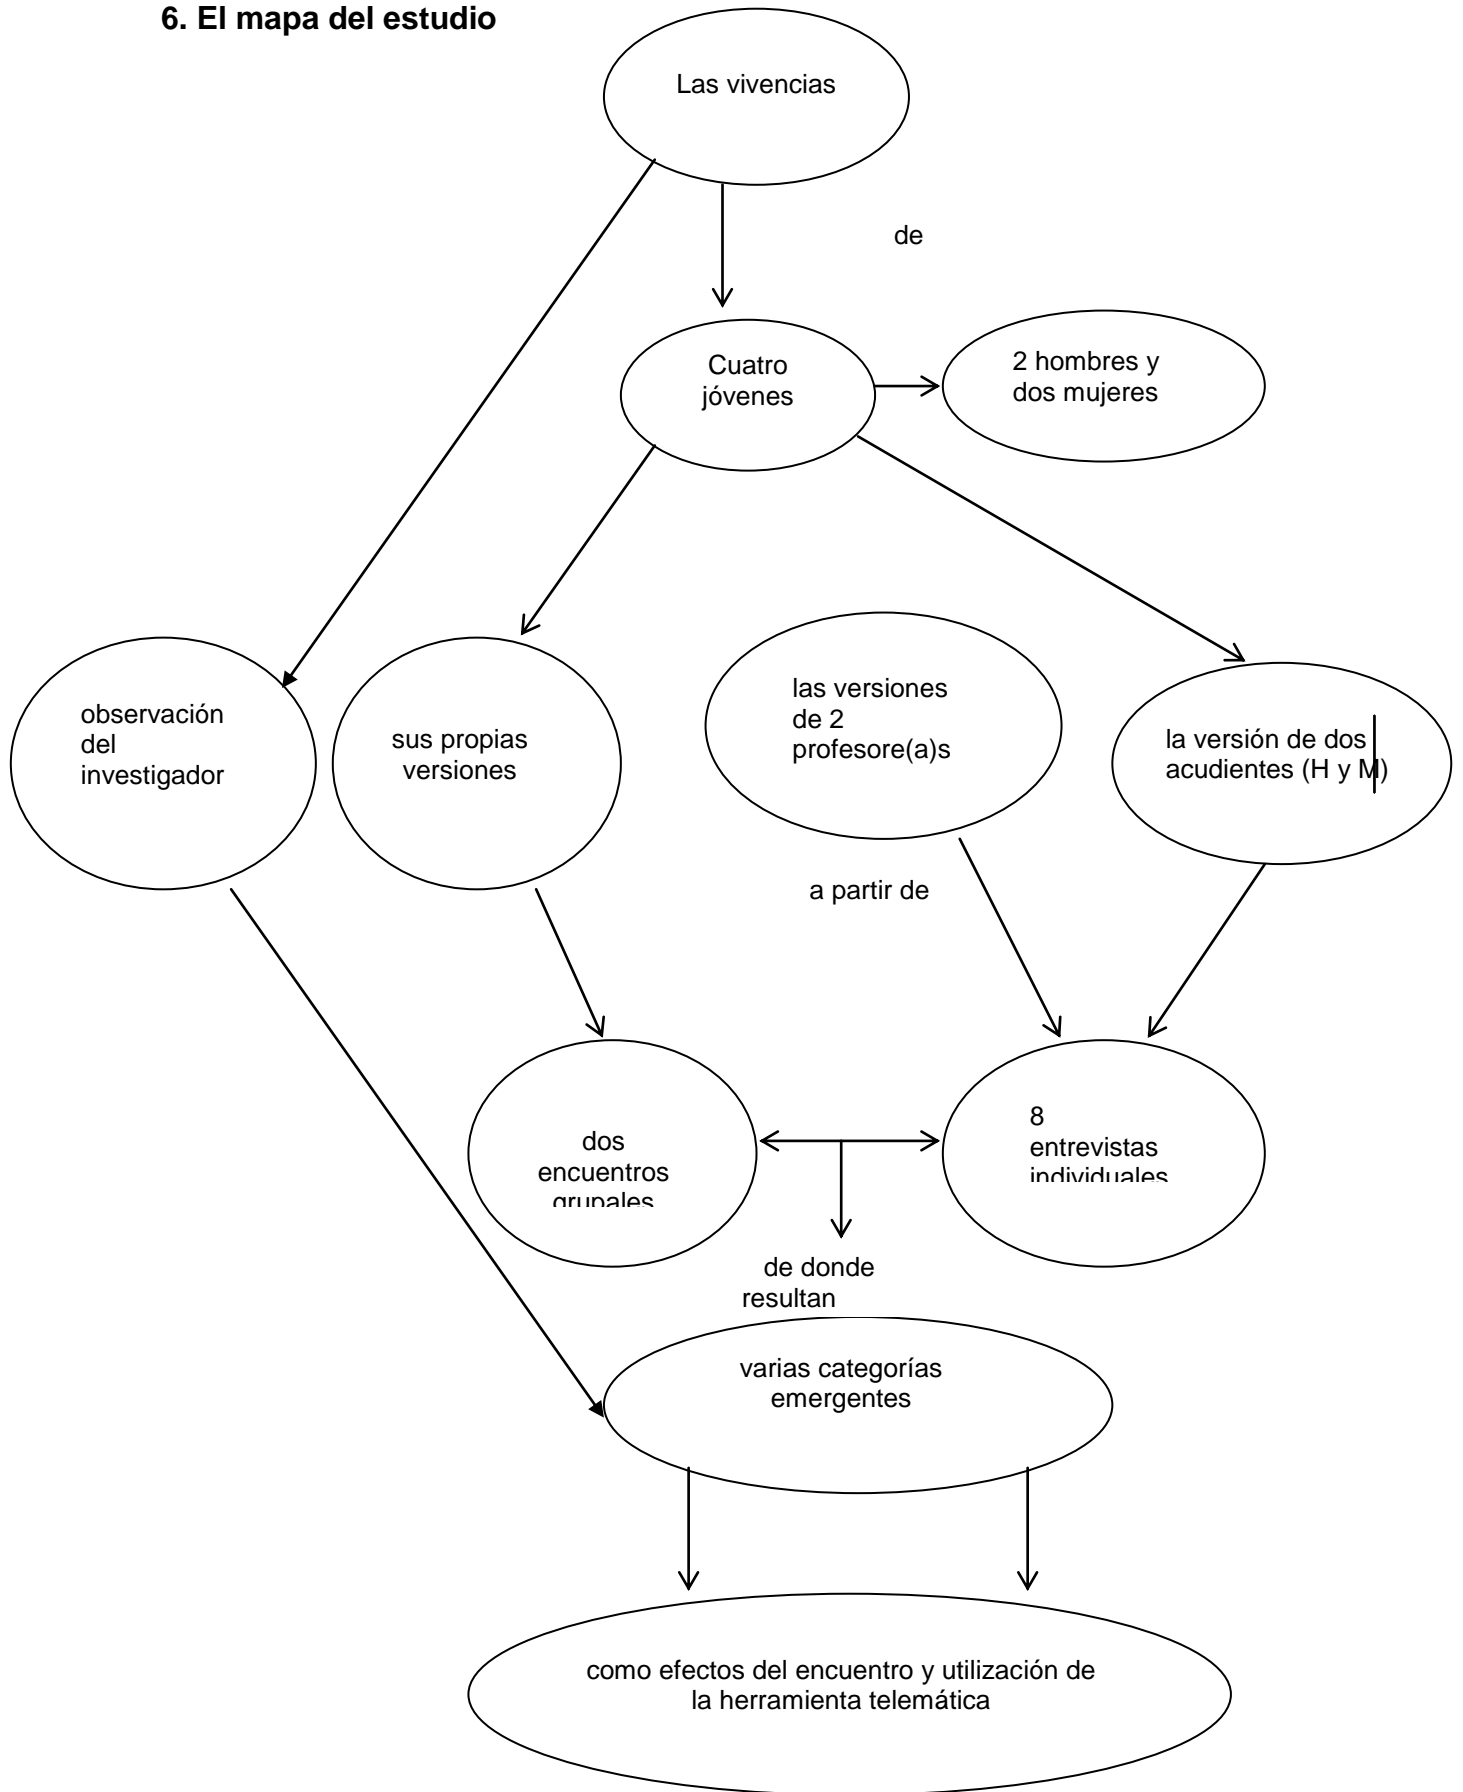 6. El mapa del estudio
Las vivencias
de
Cuatro
jóvenes
2 hombres y
dos mujeres
observación
del
investigador
sus propias
versiones
las versiones
de 2
profesore(a)s
la versión de dos
acudientes (H y M)
a partir de
dos
encuentros
grupales
8
entrevistas
individuales
de donde
resultan
varias categorías
emergentes
como efectos del encuentro y utilización de
la herramienta telemática